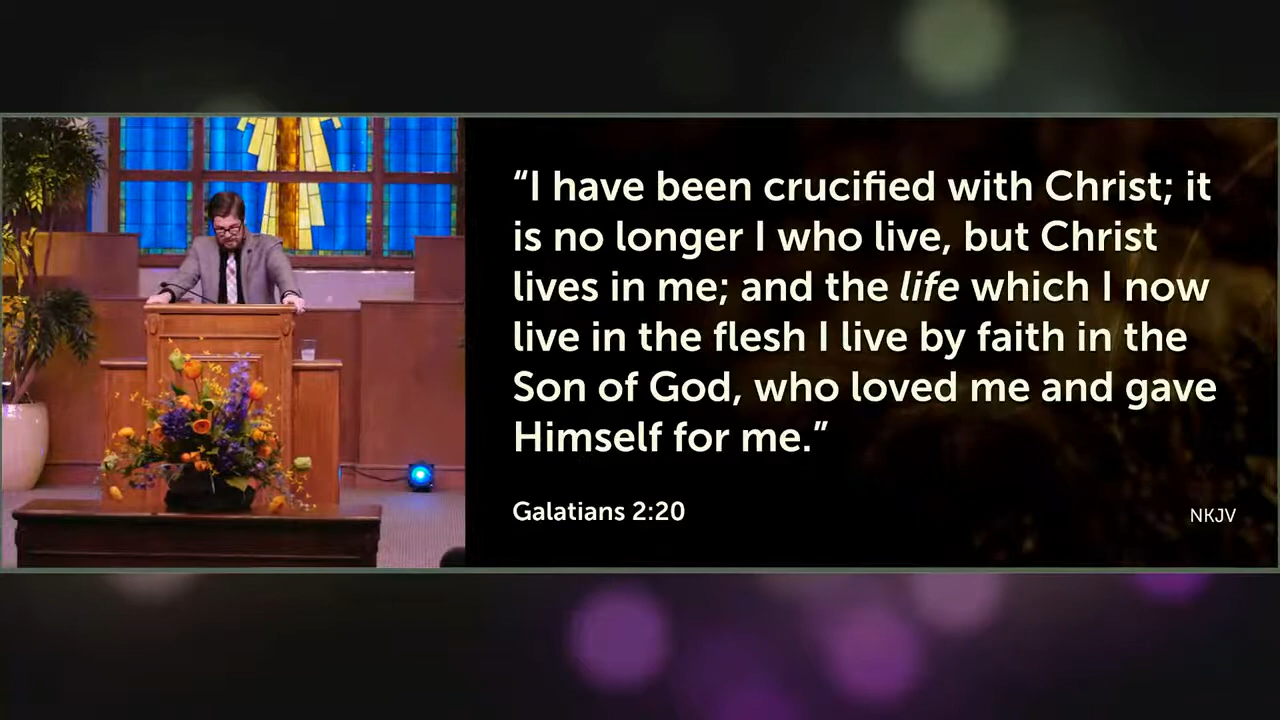 “I have been crucified with Christ; it
is no longer I who live, but Christ
lives in me; and the life which I now
live in the flesh I live by faith in the
Son of God, who loved me and gave
Himself for me.”
Galatians 2:20
NKJV